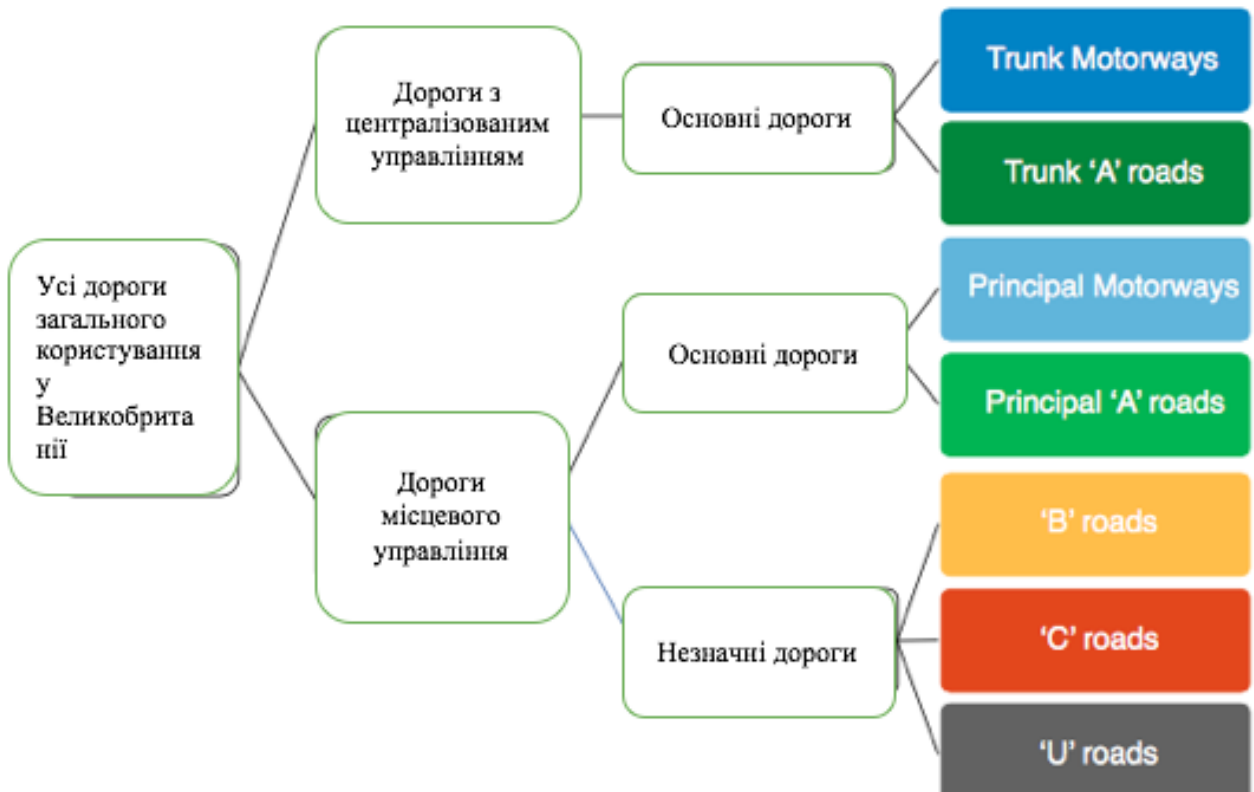 Усі дороги
загального
користування
у
Великобрита
нії
Дороги з
централізованим
управлінням
Основні дороги
Trunk Motorways
Trunk ‘A’ roads
Дороги
місцевого
управління
Основні дороги
Principal Motorways
Principal ‘A’ roads
Незначні дороги
‘B’ roads
‘C’ roads
‘U’ roads